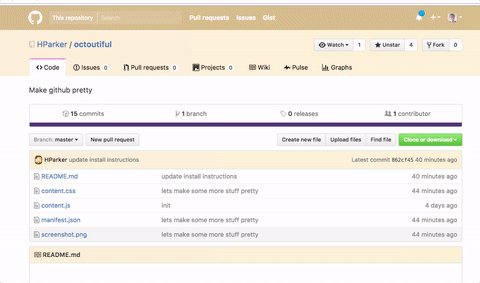 This repository Search Pull requests Issues Gist
HParker / octoutiful Watch 1 Unstar 4 Fork 0
Code Issues 0 Pull requests 0 Projects 0 Wiki Pulse Graphs
Make github pretty
15 commits 1 branch 0 releases 1 contributor
Branch: master New pull request Create new file Upload files Find file Clone or download
HParker update install instructions Latest commit 862cf45 40 minutes ago
README.md update install instructions 40 minutes ago
content.css lets make some more stuff pretty 44 minutes ago
content.js init 4 days ago
manifest.json lets make some more stuff pretty 44 minutes ago
screenshot.png lets make some more stuff pretty 44 minutes ago
README.md